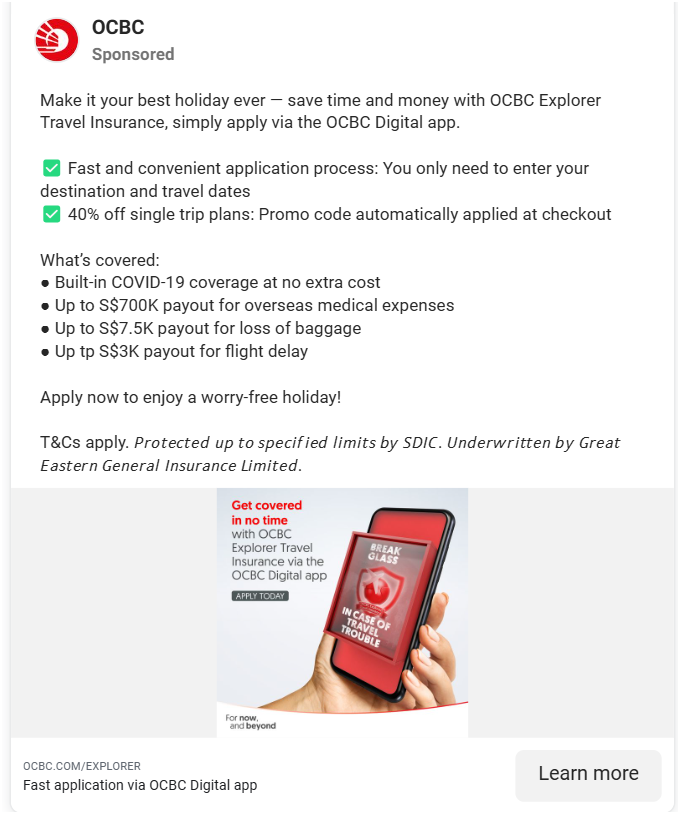 OCBC
Sponsored
Make it your best holiday ever — save time and money with OCBC Explorer
Travel Insurance, simply apply via the OCBC Digital app.
✅ Fast and convenient application process: You only need to enter your
destination and travel dates
✅ 40% off single trip plans: Promo code automatically applied at checkout
What’s covered:
● Built-in COVID-19 coverage at no extra cost
● Up to S$700K payout for overseas medical expenses
● Up to S$7.5K payout for loss of baggage
● Up tp S$3K payout for flight delay
Apply now to enjoy a worry-free holiday!
T&Cs apply. Protected up to specified limits by SDIC. Underwritten by Great
Eastern General Insurance Limited.
Get covered
in no time
with OCBC
Explorer Travel
Insurance via the
OCBC Digital app
APPLY TODAY
BREAK
GLASS
IN CASE OF
TRAVEL
TROUBLE
For now,
and beyond
OCBC.COM/EXPLORER
Fast application via OCBC Digital app
Learn more